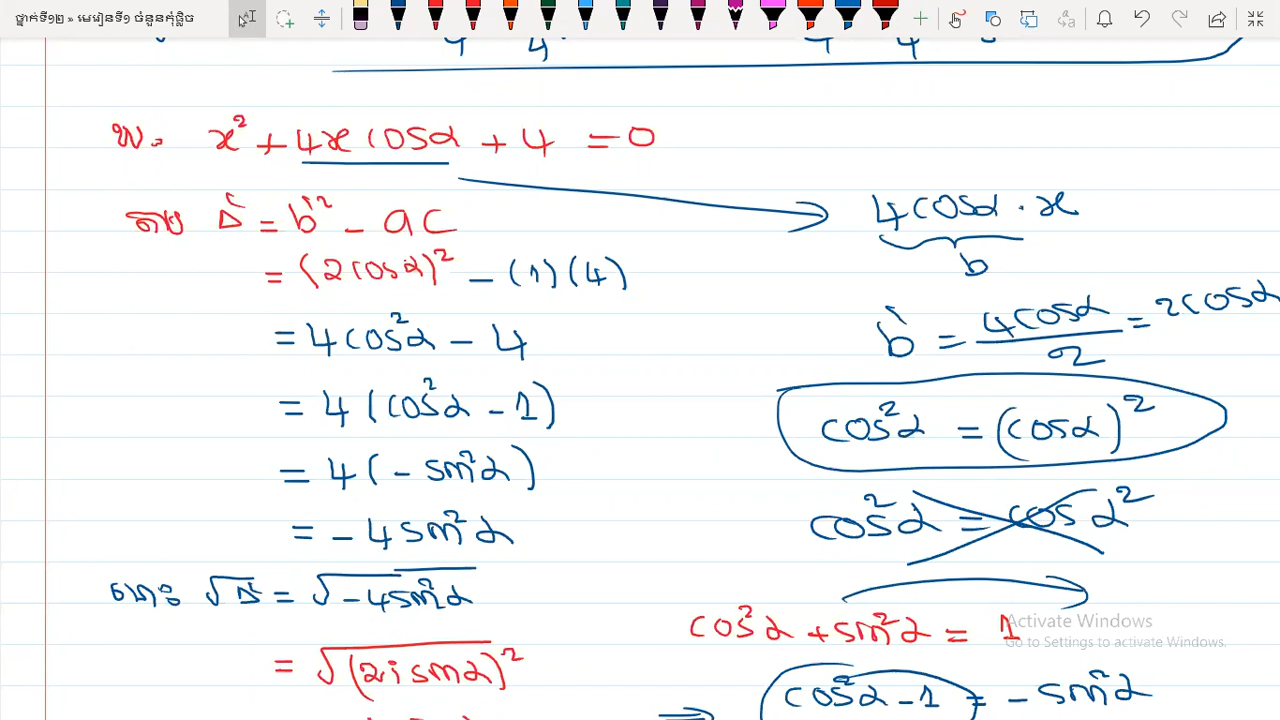 ថ្នាក់ទី១២ » មេរៀនទី១ ចំនួនកុំផ្លិច
x² + 4x cosα + 4 = 0
តាម Δ' = b'² - ac
= (2cosα)² - (1)(4)
= 4cos²α - 4
= 4(cos²α - 1)
= 4(-sin²α)
= -4sin²α
នោះ √Δ' = √-4sin²α
= √(2i sinα)²
4cosα · x
b
b' = 4cosα/2 = 2cosα
cos²α = (cosα)²
cos²α = cosα²
cos²α + sin²α = 1
⇒ cos²α - 1 = -sin²α
Activate Windows
Go to Settings to activate Windows.